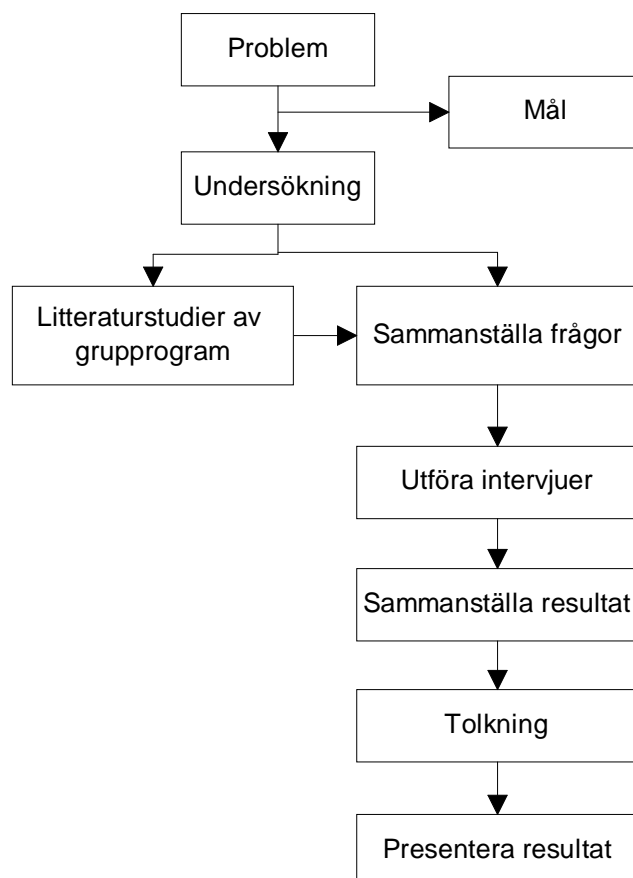 Problem
Mål
Undersökning
Litteraturstudier av
grupprogram
Sammanställa frågor
Utföra intervjuer
Sammanställa resultat
Tolkning
Presentera resultat